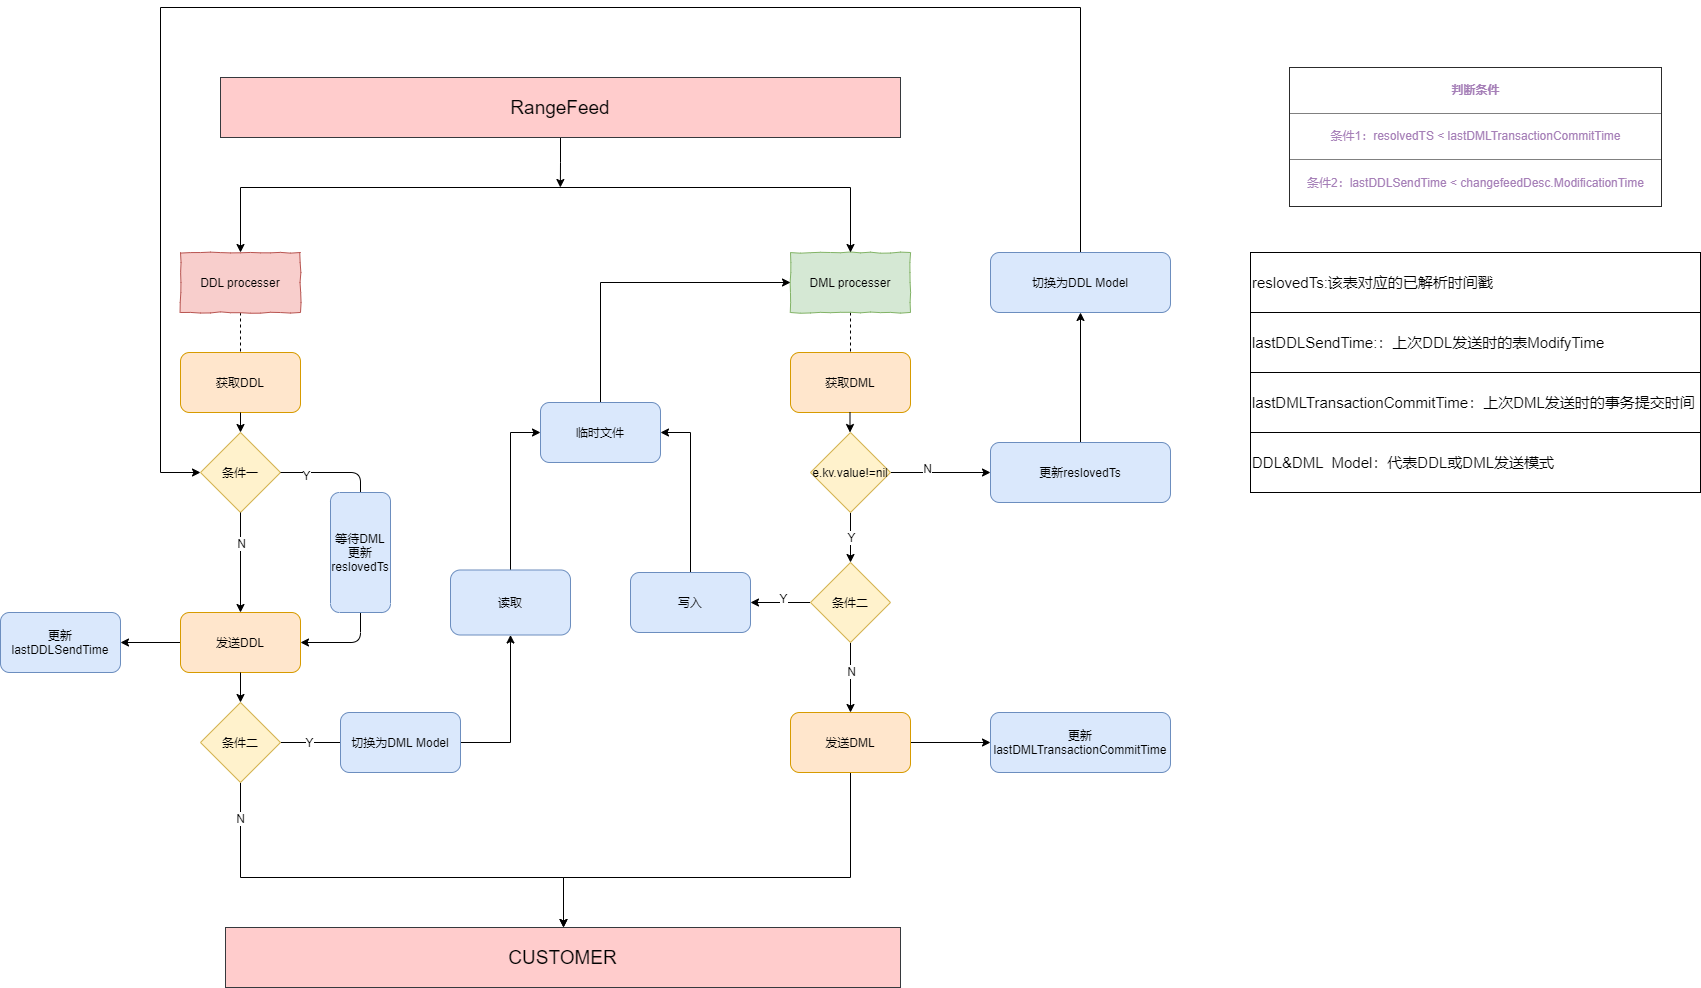 RangeFeed
判断条件
条件1：resolvedTS < lastDMLTransactionCommitTime
条件2：lastDDLSendTime < changefeedDesc.ModificationTime
DDL processer
DML processer
切换为DDL Model
reslovedTs:该表对应的已解析时间戳
lastDDLSendTime:：上次DDL发送时的表ModifyTime
lastDMLTransactionCommitTime：上次DML发送时的事务提交时间
DDL&DML Model：代表DDL或DML发送模式
获取DDL
获取DML
临时文件
条件一
Y
e.kv.value!=nil
N
更新reslovedTs
N
等待DML
更新
reslovedTs
Y
读取
写入
Y
条件二
更新
lastDDLSendTime
发送DDL
N
条件二
Y
切换为DML Model
发送DML
更新
lastDMLTransactionCommitTime
N
CUSTOMER